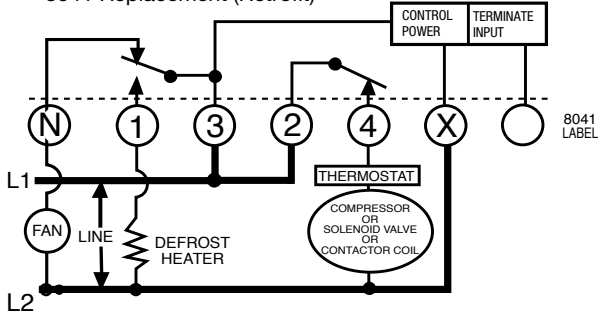 8041 Replacement (Retrofit)
CONTROL
POWER
TERMINATE
INPUT
N
1
3
2
4
X
8041
LABEL
L1
THERMOSTAT
FAN
LINE
DEFROST
HEATER
COMPRESSOR
OR
SOLENOID VALVE
OR
CONTACTOR COIL
L2